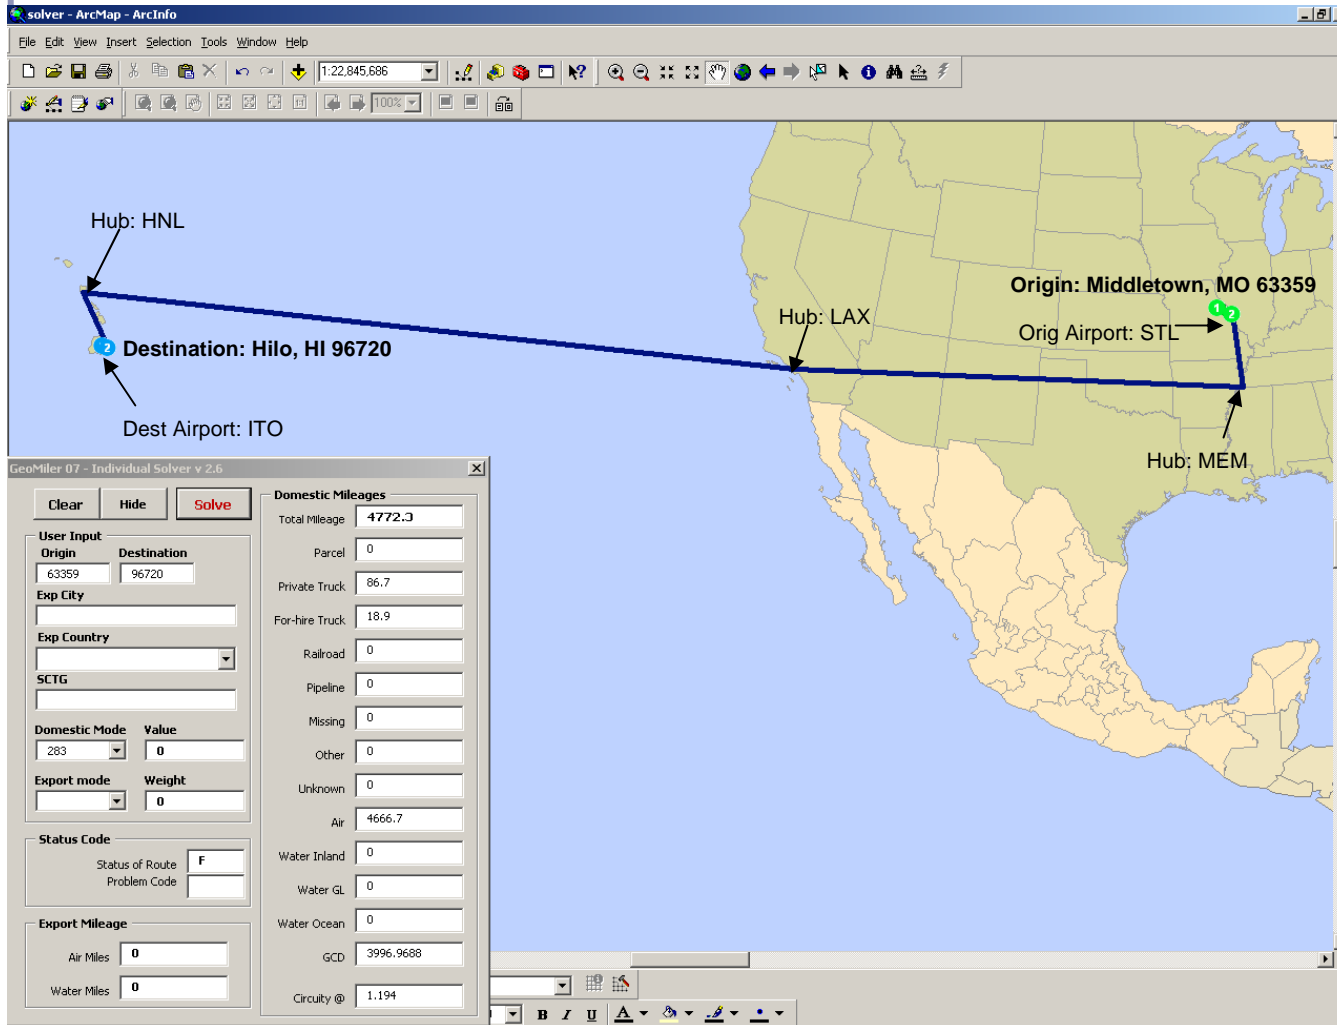 solver - ArcMap - ArcInfo
File Edit View Insert Selection Tools Window Help
1:22,845,686
100%
Hub: HNL
Origin: Middletown, MO 63359
Hub: LAX
1
2
Orig Airport: STL
2
Destination: Hilo, HI 96720
Dest Airport: ITO
Hub: MEM
GeoMiler 07 - Individual Solver v 2.6
Clear Hide Solve
User Input
Origin Destination
63359 96720
Exp City
Exp Country
SCTG
Domestic Mode Value
283 0
Export mode Weight
0
Status Code
Status of Route F
Problem Code
Export Mileage
Air Miles 0
Water Miles 0
Domestic Mileages
Total Mileage 4772.3
Parcel 0
Private Truck 86.7
For-hire Truck 18.9
Railroad 0
Pipeline 0
Missing 0
Other 0
Unknown 0
Air 4666.7
Water Inland 0
Water GL 0
Water Ocean 0
GCD 3996.9688
Circuity @ 1.194
B I U A